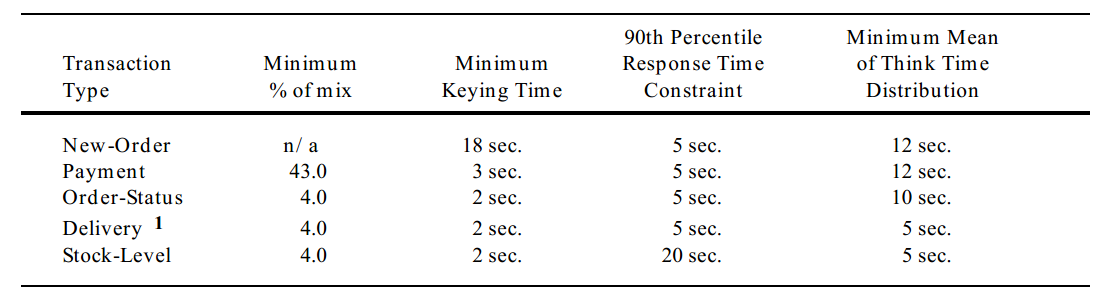 90th Percentile Minimum Mean
Transaction Minimum Minimum Response Time of Think Time
Type % of mix Keying Time Constraint Distribution
New-Order n/a 18 sec. 5 sec. 12 sec.
Payment 43.0 3 sec. 5 sec. 12 sec.
Order-Status 4.0 2 sec. 5 sec. 10 sec.
Delivery 1 4.0 2 sec. 5 sec. 5 sec.
Stock-Level 4.0 2 sec. 20 sec. 5 sec.